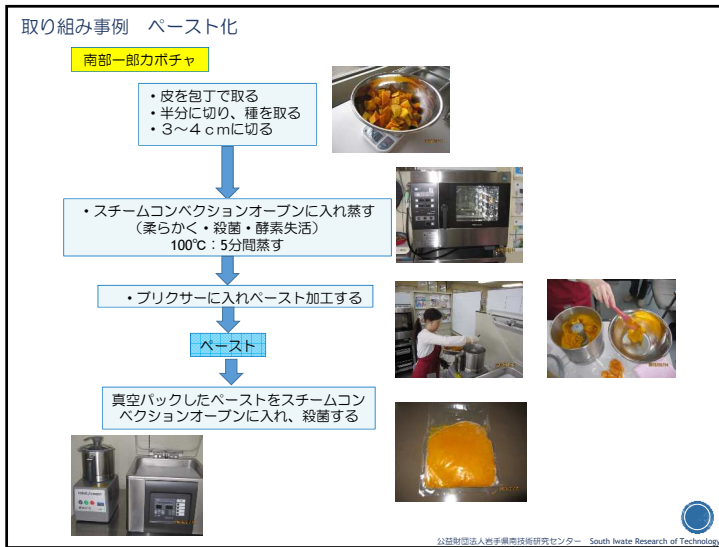 取り組み事例　ペースト化
南部一郎カボチャ
・皮を包丁で取る
・半分に切り、種を取る
・３～４ｃｍに切る
・スチームコンベクションオーブンに入れ蒸す
（柔らかく・殺菌・酵素失活）
100℃：5分間蒸す
・ブリクサーに入れペースト加工する
ペースト
真空パックしたペーストをスチームコン
ベクションオーブンに入れ、殺菌する
公益財団法人岩手県南技術研究センター　South Iwate Research of Technology